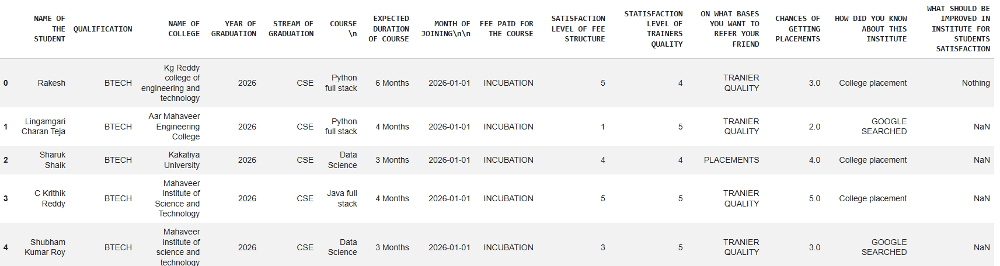 NAME OF THE STUDENT QUALIFICATION NAME OF COLLEGE YEAR OF GRADUATION STREAM OF GRADUATION COURSE \n EXPECTED DURATION OF COURSE MONTH OF JOINING\n\n FEE PAID FOR THE COURSE SATISFACTION LEVEL OF FEE STRUCTURE STATISFACTION LEVEL OF TRAINERS QUALITY ON WHAT BASES YOU WANT TO REFER YOUR FRIEND CHANCES OF GETTING PLACEMENTS HOW DID YOU KNOW ABOUT THIS INSTITUTE WHAT SHOULD BE IMPROVED IN INSTITUTE FOR STUDENTS SATISFACTION
0 Rakesh BTECH Kg Reddy college of engineering and technology 2026 CSE Python full stack 6 Months 2026-01-01 INCUBATION 5 4 TRANIER QUALITY 3.0 College placement Nothing
1 Lingamgari Charan Teja BTECH Aar Mahaveer Engineering College 2026 CSE Python full stack 4 Months 2026-01-01 INCUBATION 1 5 TRANIER QUALITY 2.0 GOOGLE SEARCHED NaN
2 Sharuk Shaik BTECH Kakatiya University 2026 CSE Data Science 3 Months 2026-01-01 INCUBATION 4 4 PLACEMENTS 4.0 College placement NaN
3 C Krithik Reddy BTECH Mahaveer Institute of Science and Technology 2026 CSE Java full stack 4 Months 2026-01-01 INCUBATION 5 5 TRANIER QUALITY 5.0 College placement NaN
4 Shubham Kumar Roy BTECH Mahaveer institute of science and technology 2026 CSE Data Science 3 Months 2026-01-01 INCUBATION 3 5 TRANIER QUALITY 3.0 GOOGLE SEARCHED NaN